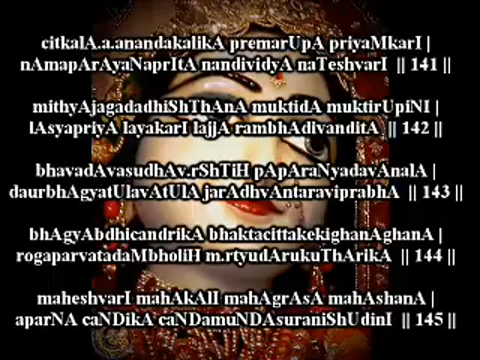 citkalA.a.anandakalikA premarUpA priyaMkarI |
nAmapArAyaNaprItA nandividyA naTeshvarI || 141 ||
mithyAjagadadhiShThAnA muktidA muktirUpiNI |
lAsyapriyA layakarI lajjA rambhAdivanditA || 142 ||
bhavadAvasudhAv.rShTiH pApAraNyadavAnalA |
daurbhAgyatUlavAtUlA jarAdhvAntaraviprabhA || 143 ||
bhAgyAbdhicandrikA bhaktacittakekighanAghanA |
rogaparvatadaMbholiH m.rtyudArukuThArikA || 144 ||
maheshvarI mahAkAlI mahAgrAsA mahAshanA |
aparNA caNDikA caNDamuNDAsuraniShUdinI || 145 ||